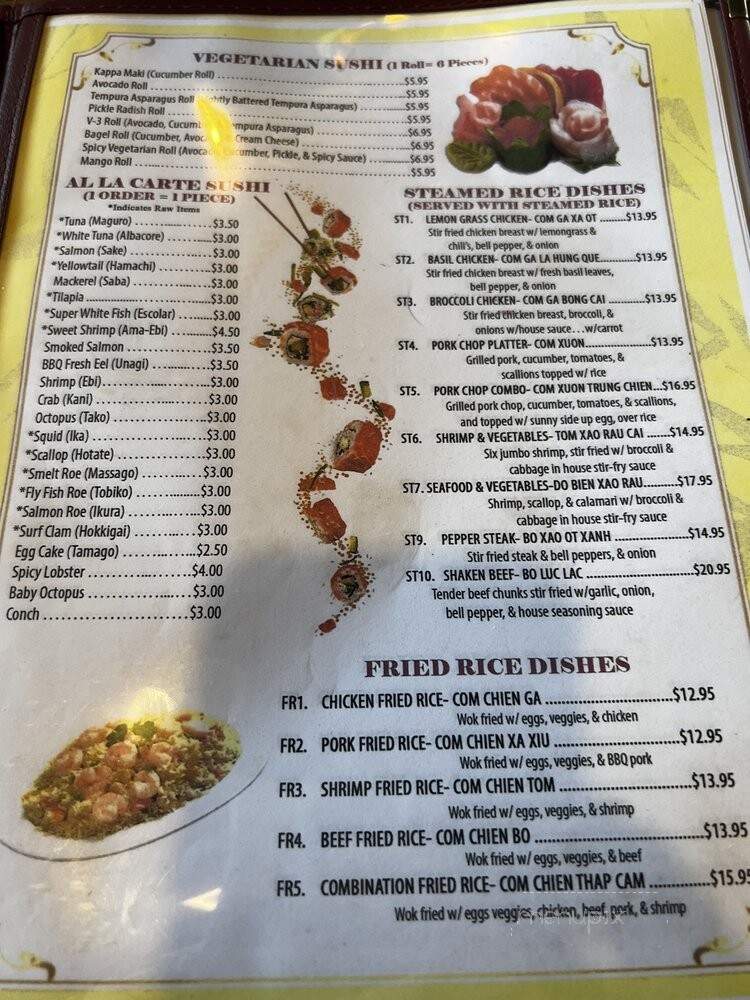 VEGETARIAN SUSHI (1 Roll= 6 Pieces)
Kappa Maki (Cucumber Roll) ........ $5.95
Avocado Roll ........ $5.95
Tempura Asparagus Roll Lightly Battered Tempura Asparagus) ........ $5.95
Pickle Radish Roll ........ $5.95
V-3 Roll (Avocado, Cucum Tempura Asparagus) ........ $6.95
Bagel Roll (Cucumber, Avoca Cream Cheese) ........ $6.95
Spicy Vegetarian Roll (Avocado, Cucumber, Pickle, & Spicy Sauce) ........ $6.95
Mango Roll ........ $5.95
AL LA CARTE SUSHI
(1 ORDER = 1 PIECE)
*Indicates Raw Items
*Tuna (Maguro) ........ $3.50
*White Tuna (Albacore) ........ $3.00
*Salmon (Sake) ........ $3.00
*Yellowtail (Hamachi) ........ $3.00
Mackerel (Saba) ........ $3.00
*Tilapia ........ $3.00
*Super White Fish (Escolar) ........ $3.00
*Sweet Shrimp (Ama-Ebi) ........ $4.50
Smoked Salmon ........ $3.50
BBQ Fresh Eel (Unagi) ........ $3.50
Shrimp (Ebi) ........ $3.00
Crab (Kani) ........ $3.00
Octopus (Tako) ........ $3.00
*Squid (Ika) ........ $3.00
*Scallop (Hotate) ........ $3.00
*Smelt Roe (Massago) ........ $3.00
*Fly Fish Roe (Tobiko) ........ $3.00
*Salmon Roe (Ikura) ........ $3.00
*Surf Clam (Hokkigai) ........ $3.00
Egg Cake (Tamago) ........ $2.50
Spicy Lobster ........ $4.00
Baby Octopus ........ $3.00
Conch ........ $3.00
STEAMED RICE DISHES
(SERVED WITH STEAMED RICE)
ST1. LEMON GRASS CHICKEN- COM GA XA OT ........ $13.95
Stir fried chicken breast w/ lemongrass &
chili's, bell pepper, & onion
ST2. BASIL CHICKEN- COM GA LA HUNG QUE ........ $13.95
Stir fried chicken breast w/ fresh basil leaves,
bell pepper, & onion
ST3. BROCCOLI CHICKEN- COM GA BONG CAI ........ $13.95
Stir fried chicken breast, broccoli, &
onions w/house sauce...w/carrot
ST4. PORK CHOP PLATTER- COM XUON ........ $13.95
Grilled pork, cucumber, tomatoes, &
scallions topped w/ rice
ST5. PORK CHOP COMBO- COM XUON TRUNG CHIEN...$16.95
Grilled pork chop, cucumber, tomatoes, & scallions,
and topped w/ sunny side up egg, over rice
ST6. SHRIMP & VEGETABLES- TOM XAO RAU CAI ........ $14.95
Six jumbo shrimp, stir fried w/ broccoli &
cabbage in house stir-fry sauce
ST7. SEAFOOD & VEGETABLES-DO BIEN XAO RAU ........ $17.95
Shrimp, scallop, & calamari w/ broccoli &
cabbage in house stir-fry sauce
ST9. PEPPER STEAK- BO XAO OT XANH ........ $14.95
Stir fried steak & bell peppers, & onion
ST10. SHAKEN BEEF- BO LUC LAC ........ $20.95
Tender beef chunks stir fried w/garlic, onion,
bell pepper, & house seasoning sauce
FRIED RICE DISHES
FR1. CHICKEN FRIED RICE- COM CHIEN GA ........ $12.95
Wok fried w/ eggs, veggies, & chicken
FR2. PORK FRIED RICE- COM CHIEN XA XIU ........ $12.95
Wok fried w/ eggs, veggies, & BBQ pork
FR3. SHRIMP FRIED RICE- COM CHIEN TOM ........ $13.95
Wok fried w/ eggs, veggies, & shrimp
FR4. BEEF FRIED RICE- COM CHIEN BO ........ $13.95
Wok fried w/ eggs, veggies, & beef
FR5. COMBINATION FRIED RICE- COM CHIEN THAP CAM ........ $15.95
Wok fried w/ eggs veggies, chicken, beef, pork, & shrimp
menupix